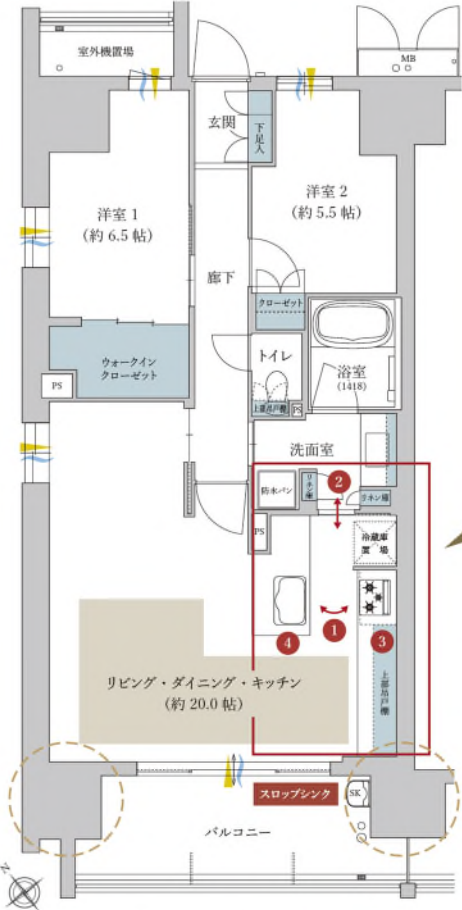 室外機置場
MB
玄関
下足入
洋室 1
(約 6.5 帖)
洋室 2
(約 5.5 帖)
廊下
クローゼット
ウォークイン
クローゼット
PS
トイレ
上部吊戸棚
PS
浴室
(1418)
洗面室
防水パン
リネン庫
2
リネン庫
PS
冷蔵庫
置場
1
3
4
上部吊戸棚
リビング・ダイニング・キッチン
(約 20.0 帖)
スロップシンク
SK
バルコニー
N